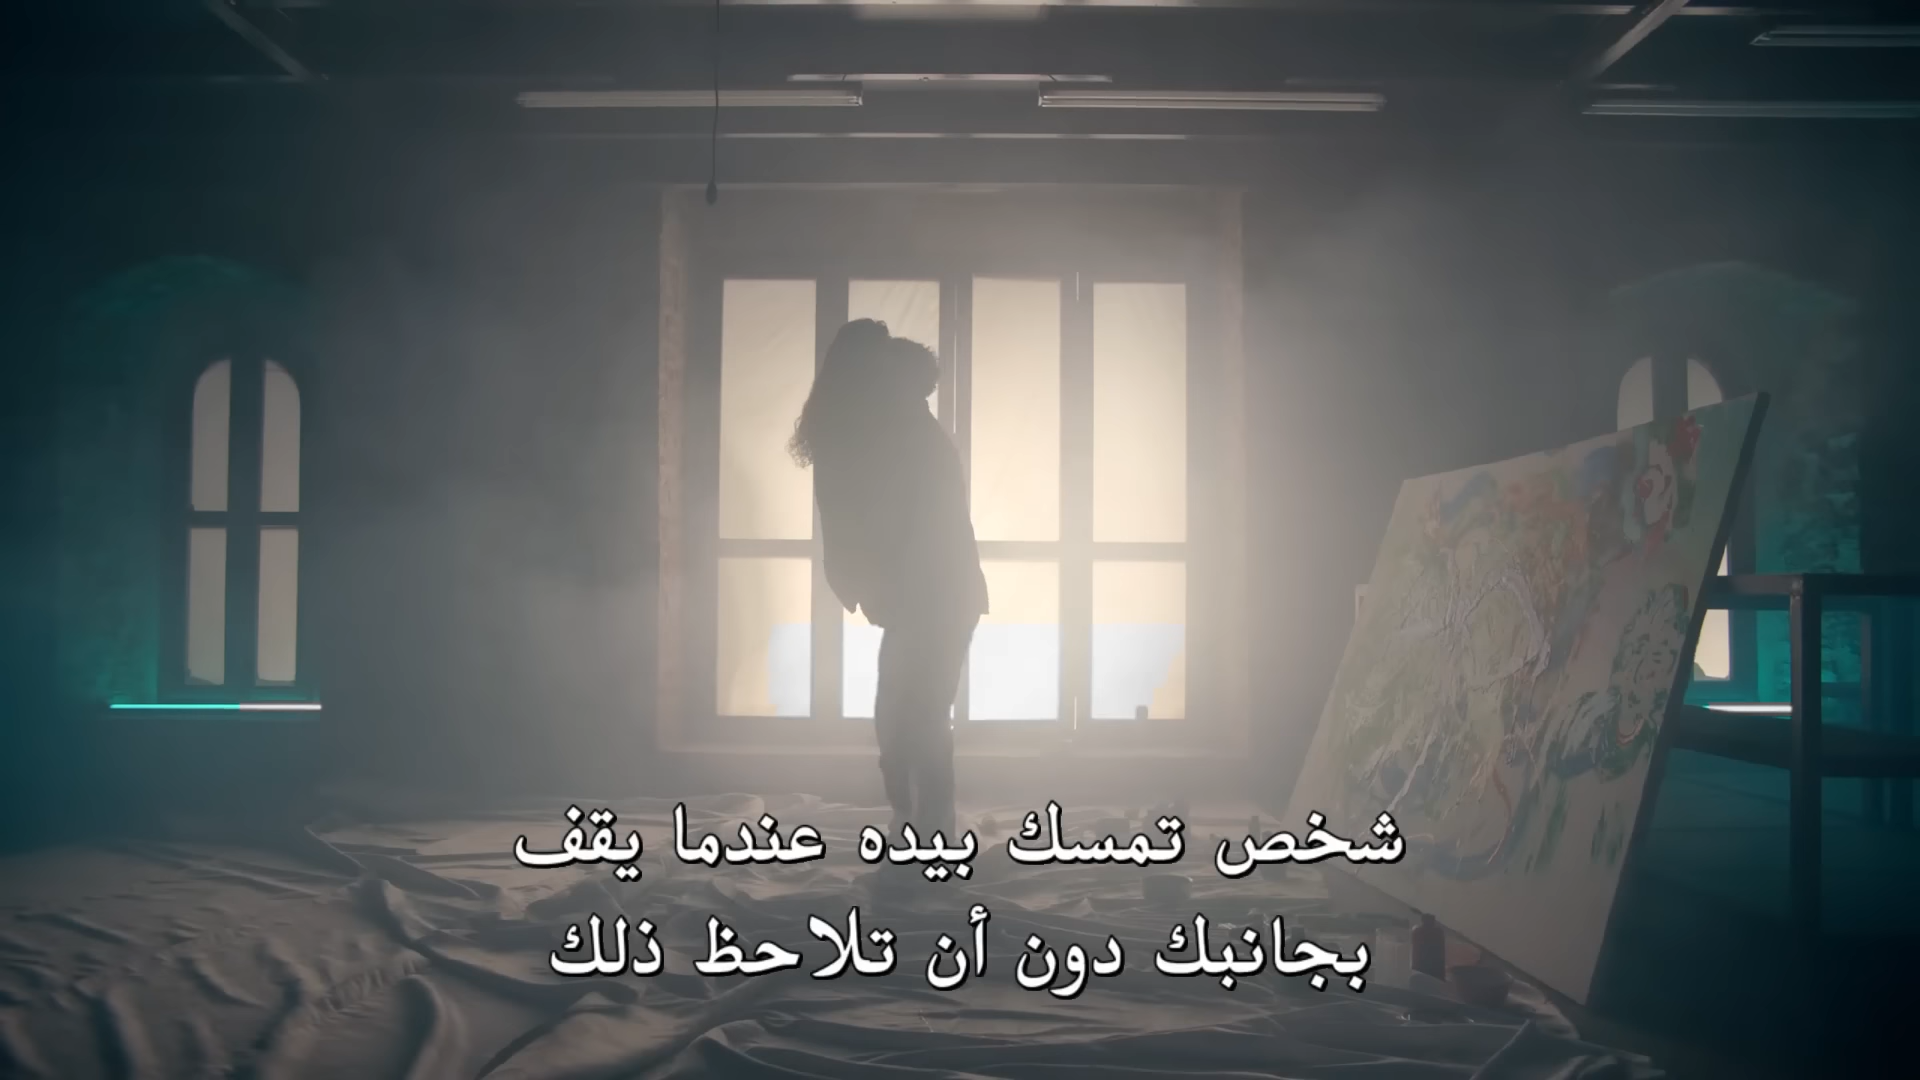 شخص تمسك بيده عندما يقف
بجانبك دون أن تلاحظ ذلك